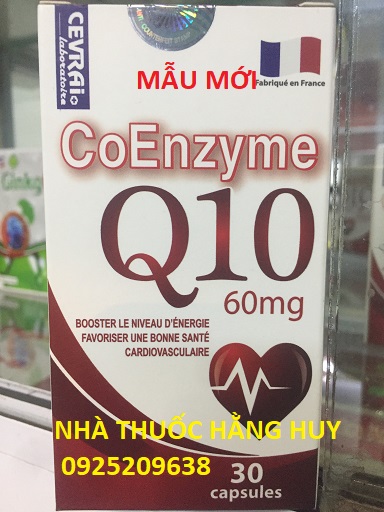 CEVRAi
laboratoire
MẪU MỚI
Fabriqué en France
CoEnzyme
Q10
60mg
BOOSTER LE NIVEAU D'ÉNERGIE
FAVORISER UNE BONNE SANTÉ
CARDIOVASCULAIRE
NHÀ THUỐC HẰNG HUY
0925209638
30
capsules
Ginkg